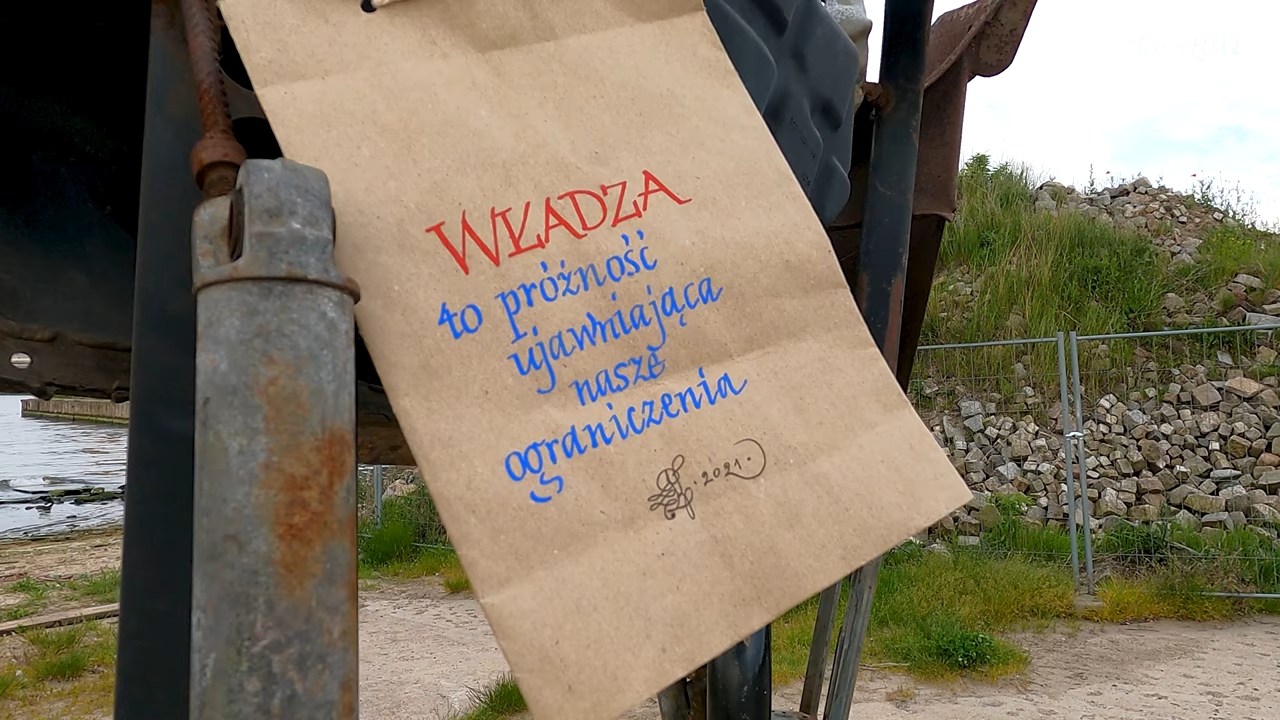 WŁADZA
to próżność
ujawniająca
nasze
ograniczenia
. 2021 .